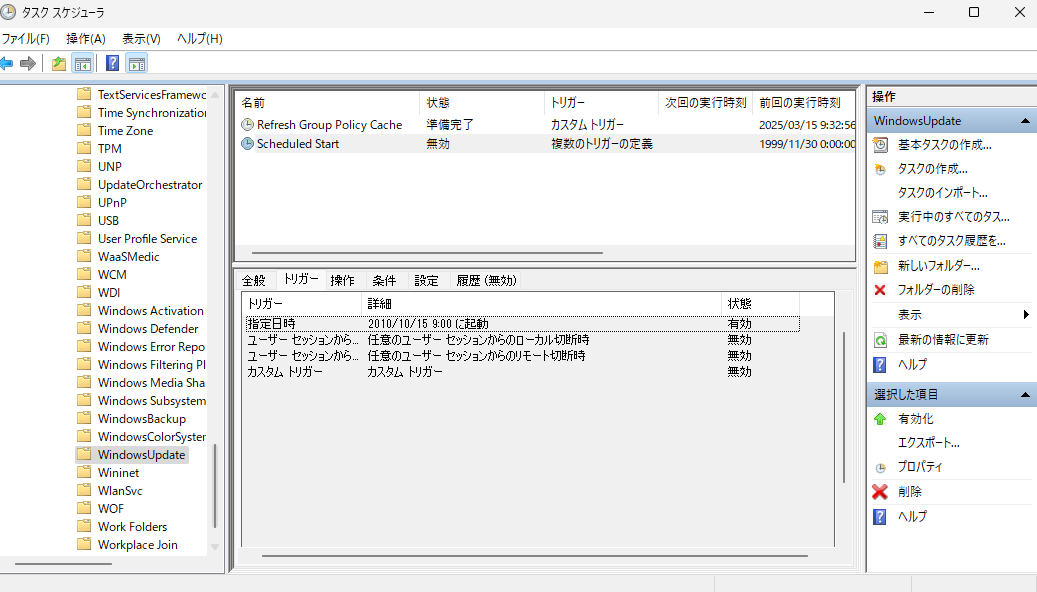 タスク スケジューラ
ファイル(F) 操作(A) 表示(V) ヘルプ(H)
TextServicesFramewc
Time Synchronizatior
Time Zone
TPM
UNP
UpdateOrchestrator
UPnP
USB
User Profile Service
WaaSMedic
WCM
WDI
Windows Activation
Windows Defender
Windows Error Repo
Windows Filtering Pl
Windows Media Sha
Windows Subsystem
WindowsBackup
WindowsColorSyster
WindowsUpdate
Wininet
WlanSvc
WOF
Work Folders
Workplace Join
名前 状態 トリガー 次回の実行時刻 前回の実行時刻
Refresh Group Policy Cache 準備完了 カスタム トリガー 2025/03/15 9:32:56
Scheduled Start 無効 複数のトリガーの定義 1999/11/30 0:00:00
全般 トリガー 操作 条件 設定 履歴 (無効)
トリガー 詳細 状態
指定日時 2010/10/15 9:00 に起動 有効
ユーザー セッションから... 任意のユーザー セッションからのローカル切断時 無効
ユーザー セッションから... 任意のユーザー セッションからのリモート切断時 無効
カスタム トリガー カスタム トリガー 無効
操作
WindowsUpdate
基本タスクの作成...
タスクの作成...
タスクのインポート...
実行中のすべてのタス...
すべてのタスク履歴を...
新しいフォルダー...
フォルダーの削除
表示
最新の情報に更新
ヘルプ
選択した項目
有効化
エクスポート...
プロパティ
削除
ヘルプ